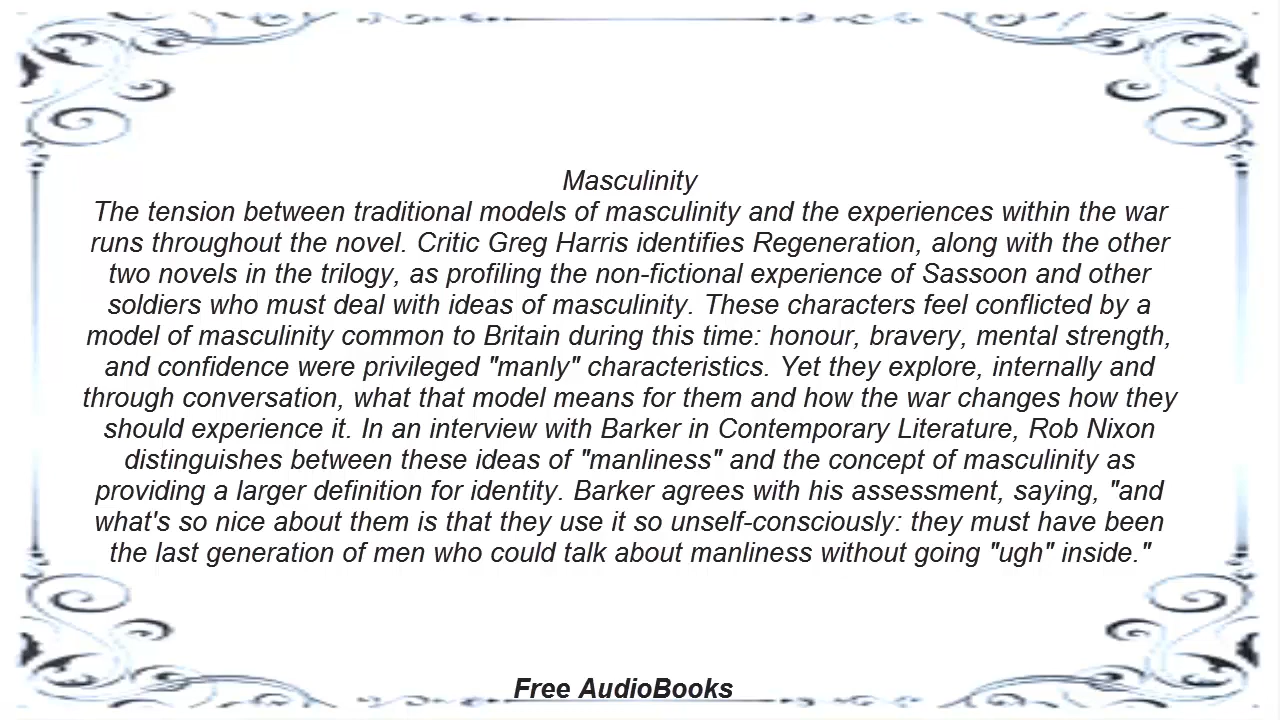 Masculinity
The tension between traditional models of masculinity and the experiences within the war
runs throughout the novel. Critic Greg Harris identifies Regeneration, along with the other
two novels in the trilogy, as profiling the non-fictional experience of Sassoon and other
soldiers who must deal with ideas of masculinity. These characters feel conflicted by a
model of masculinity common to Britain during this time: honour, bravery, mental strength,
and confidence were privileged "manly" characteristics. Yet they explore, internally and
through conversation, what that model means for them and how the war changes how they
should experience it. In an interview with Barker in Contemporary Literature, Rob Nixon
distinguishes between these ideas of "manliness" and the concept of masculinity as
providing a larger definition for identity. Barker agrees with his assessment, saying, "and
what's so nice about them is that they use it so unself-consciously: they must have been
the last generation of men who could talk about manliness without going "ugh" inside."
Free AudioBooks